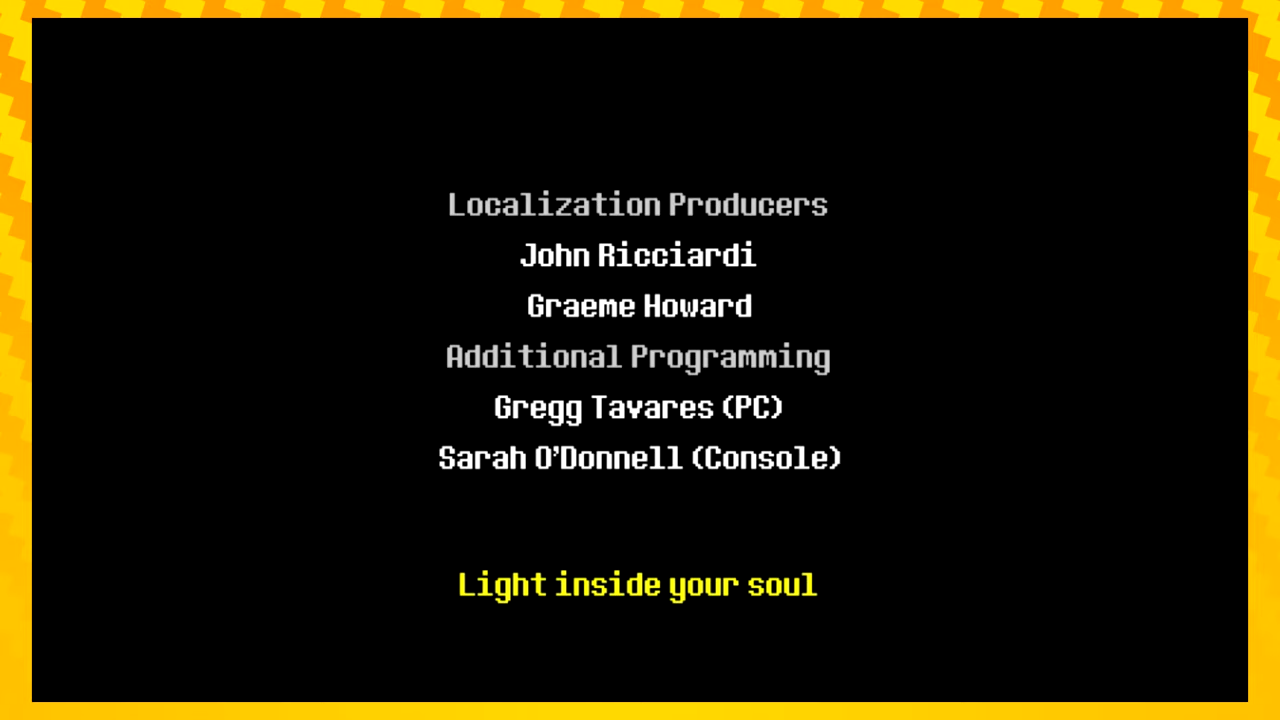 Localization Producers
John Ricciardi
Graeme Howard
Additional Programming
Gregg Tavares (PC)
Sarah O'Donnell (Console)
Light inside your soul